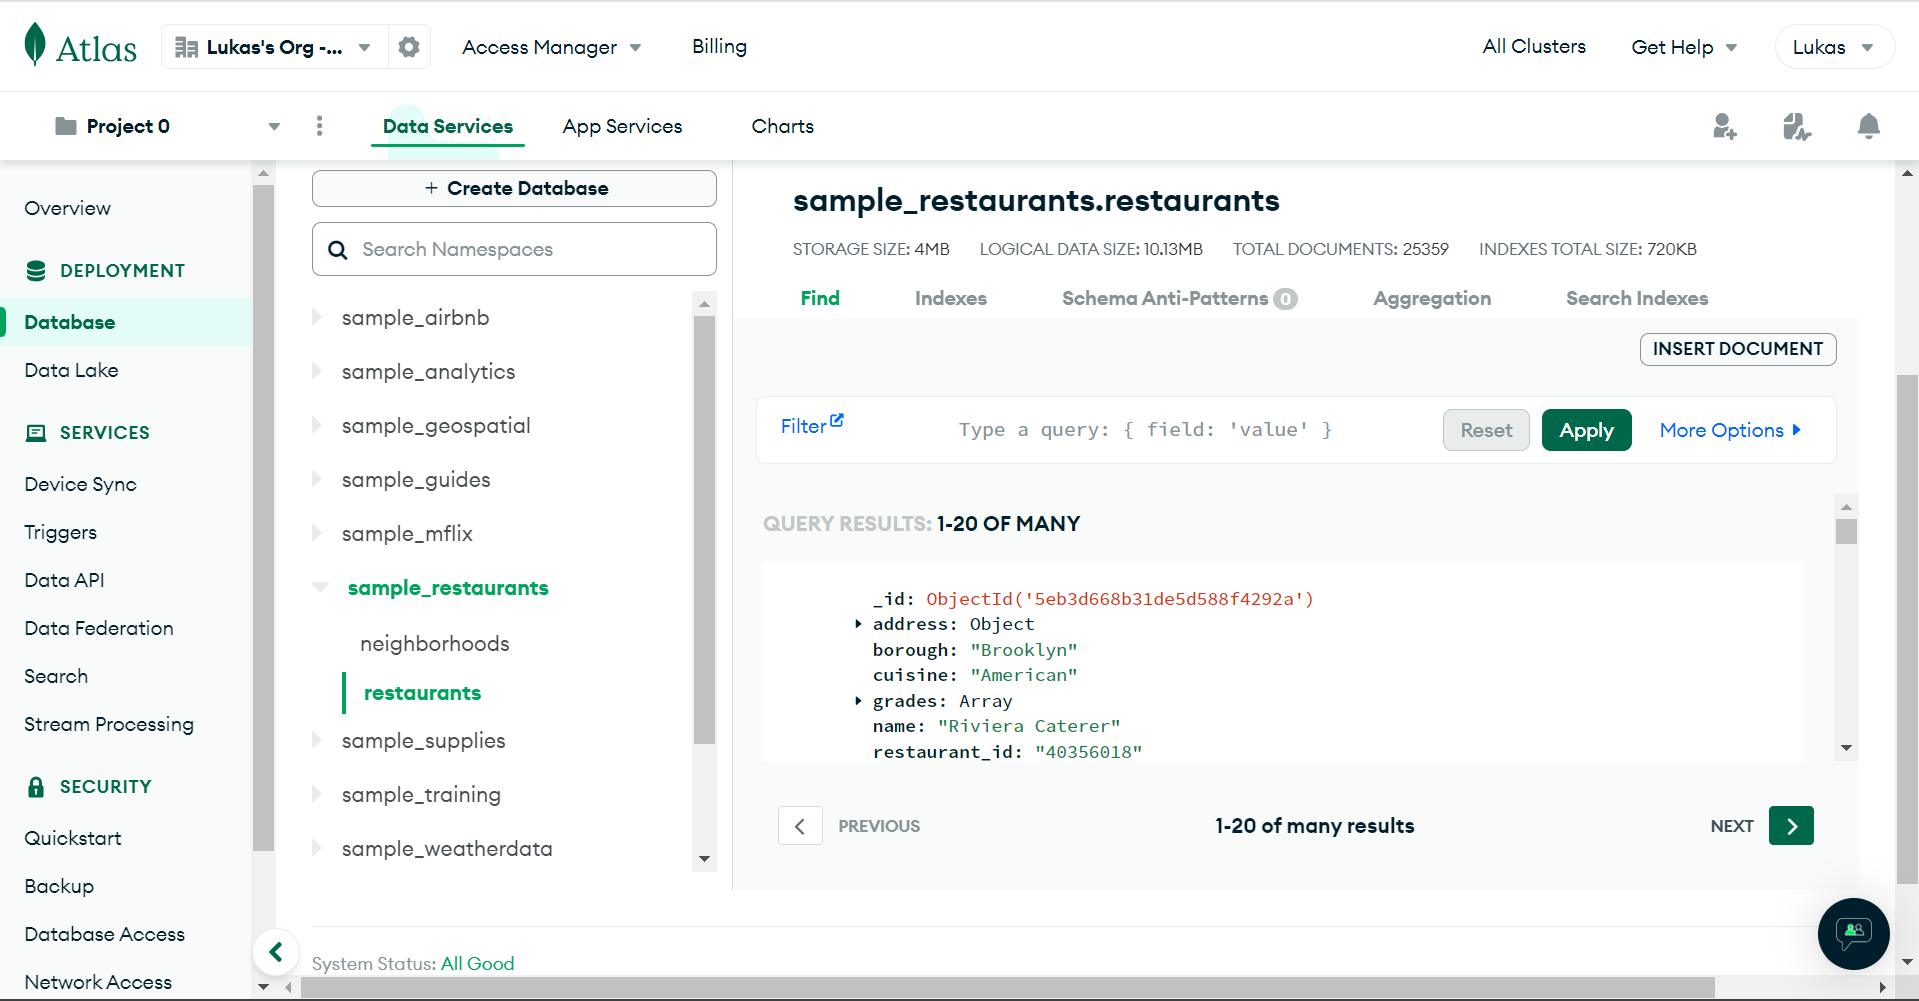 Atlas
Lukas's Org -...
Access Manager
Billing
All Clusters
Get Help
Lukas
Project 0
Data Services
App Services
Charts
Overview
DEPLOYMENT
Database
Data Lake
SERVICES
Device Sync
Triggers
Data API
Data Federation
Search
Stream Processing
SECURITY
Quickstart
Backup
Database Access
Network Access
+ Create Database
Search Namespaces
sample_airbnb
sample_analytics
sample_geospatial
sample_guides
sample_mflix
sample_restaurants
neighborhoods
restaurants
sample_supplies
sample_training
sample_weatherdata
sample_restaurants.restaurants
STORAGE SIZE: 4MB
LOGICAL DATA SIZE: 10.13MB
TOTAL DOCUMENTS: 25359
INDEXES TOTAL SIZE: 720KB
Find
Indexes
Schema Anti-Patterns 0
Aggregation
Search Indexes
INSERT DOCUMENT
Filter
Type a query: { field: 'value' }
Reset
Apply
More Options
QUERY RESULTS: 1-20 OF MANY
_id: ObjectId('5eb3d668b31de5d588f4292a')
address: Object
borough: "Brooklyn"
cuisine: "American"
grades: Array
name: "Riviera Caterer"
restaurant_id: "40356018"
PREVIOUS
1-20 of many results
NEXT
System Status: All Good